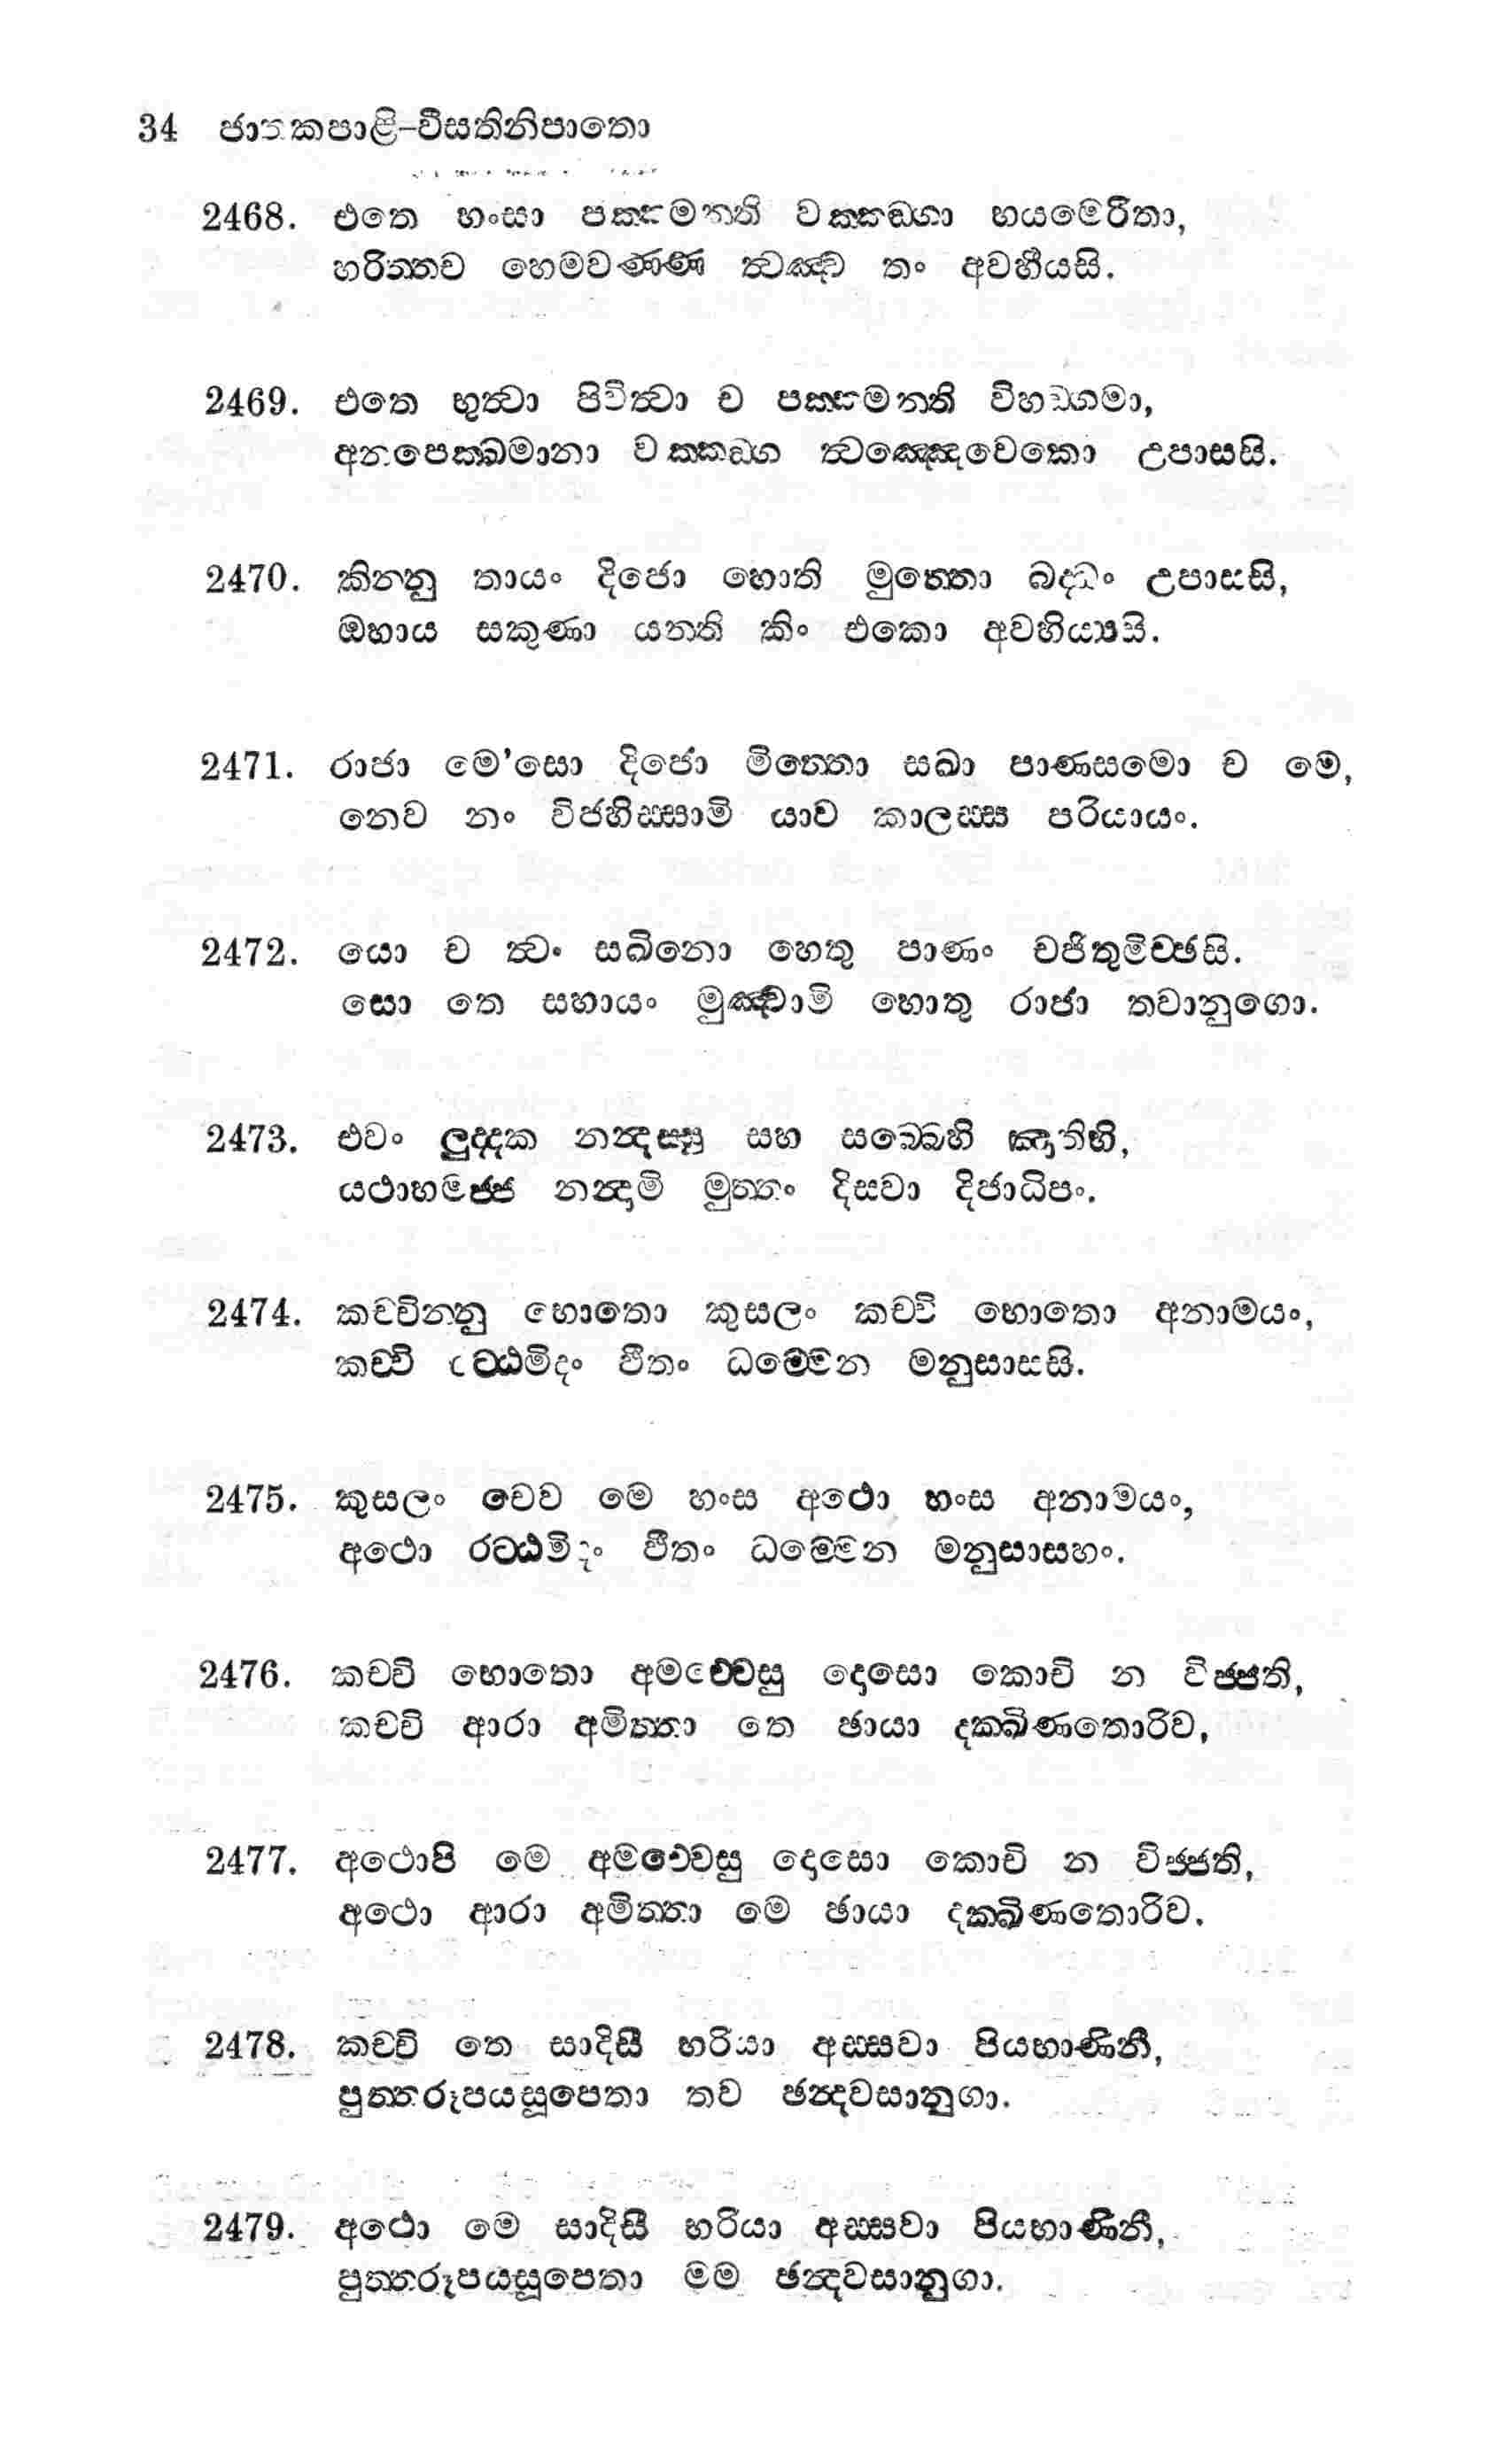 34 ජාතකපාළි-වීසතිනිපාතො
2468. එතෙ හංසා පක්කමන්ති වක්කඞ්ගා භයමෙරිතා,
හරිත්තච හෙමවණ්ණ ත්වඤ්ච තං අවහීයසි.
2469. එතෙ භුත්වා පිවිත්වා ච පක්කමන්ති විහඞ්ගමා,
අනපෙක්ඛමානා වක්කඞ්ග ත්වඤ්ඤෙවෙකො උපාසසි.
2470. කින්නු තායං දිජො හොති මුත්තො බද්ධං උපාසසි,
ඔහාය සකුණා යන්ති කිං එකො අවහිය්‍යසි.
2471. රාජා මෙ'සො දිජො මිත්තො සඛා පාණසමො ච මෙ,
නෙව නං විජහිස්සාමි යාව කාලස්ස පරියායං.
2472. යො ච ත්වං සඛිනො හෙතු පාණං චජිතුමිච්ඡසි.
සො තෙ සහායං මුඤ්චාමි හොතු රාජා තවානුගො.
2473. එවං ලුද්දක නන්දස්සු සහ සබ්බෙහි ඤාතිභි,
යථාහමජ්ජ නන්දාමි මුත්තං දිස්වා දිජාධිපං.
2474. කච්චින්නු භොතො කුසලං කච්චි භොතො අනාමයං,
කච්චි රට්ඨමිදං ඵීතං ධම්මෙන මනුසාසසි.
2475. කුසලං චෙව මෙ හංස අථො හංස අනාමයං,
අථො රට්ඨමිදං ඵීතං ධම්මෙන මනුසාසහං.
2476. කච්චි භොතො අමච්චෙසු දොසො කොචි න විජ්ජති,
කච්චි ආරා අමිත්තා තෙ ඡායා දක්ඛිණතොරිව,
2477. අථොපි මෙ අමච්චෙසු දොසො කොචි න විජ්ජති,
අථො ආරා අමිත්තා මෙ ඡායා දක්ඛිණතොරිව.
2478. කච්චි තෙ සාදිසී භරියා අස්සවා පියභාණිනී,
පුත්තරූපයසූපෙතා තව ඡන්දවසානුගා.
2479. අථො මෙ සාදිසී භරියා අස්සවා පියභාණිනී,
පුත්තරූපයසූපෙතා මම ඡන්දවසානුගා.